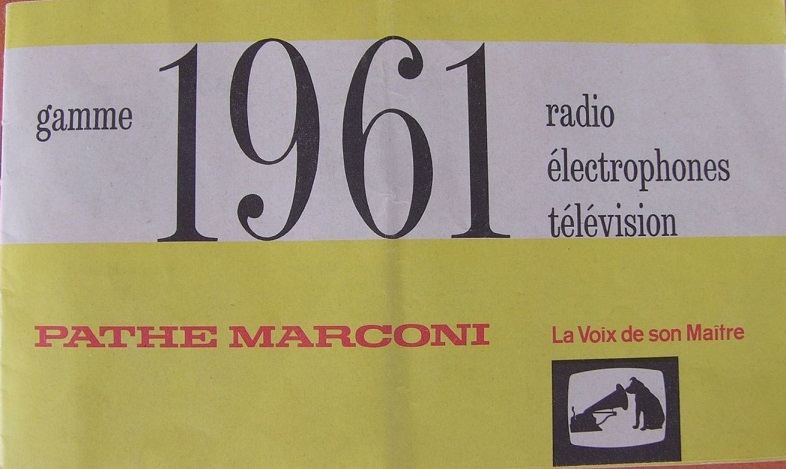 gamme
1961
radio
électrophones
télévision
PATHE MARCONI
La Voix de son Maître